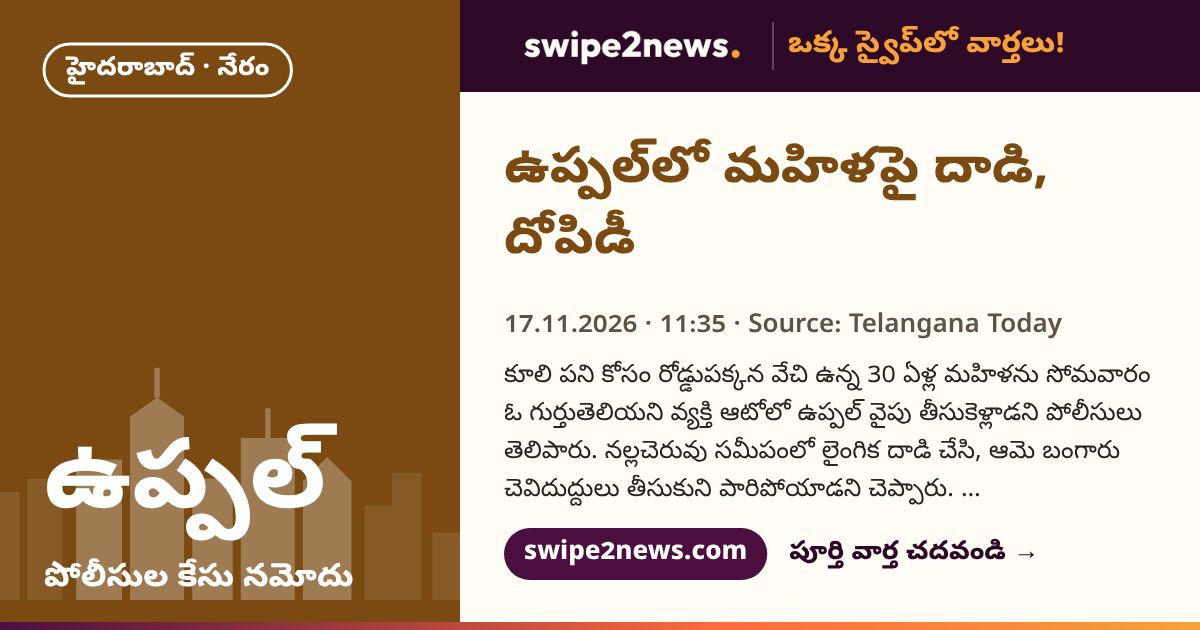 హైదరాబాద్ · నేరం
ఉప్పల్
పోలీసుల కేసు నమోదు
swipe2news.
ఒక్క స్వైప్‌లో వార్తలు!
ఉప్పల్‌లో మహిళపై దాడి,
దోపిడీ
17.11.2026 · 11:35 · Source: Telangana Today
కూలి పని కోసం రోడ్డుపక్కన వేచి ఉన్న 30 ఏళ్ల మహిళను సోమవారం
ఓ గుర్తుతెలియని వ్యక్తి ఆటోలో ఉప్పల్ వైపు తీసుకెళ్లాడని పోలీసులు
తెలిపారు. నల్లచెరువు సమీపంలో లైంగిక దాడి చేసి, ఆమె బంగారు
చెవిదుద్దులు తీసుకుని పారిపోయాడని చెప్పారు. ...
swipe2news.com
పూర్తి వార్త చదవండి →